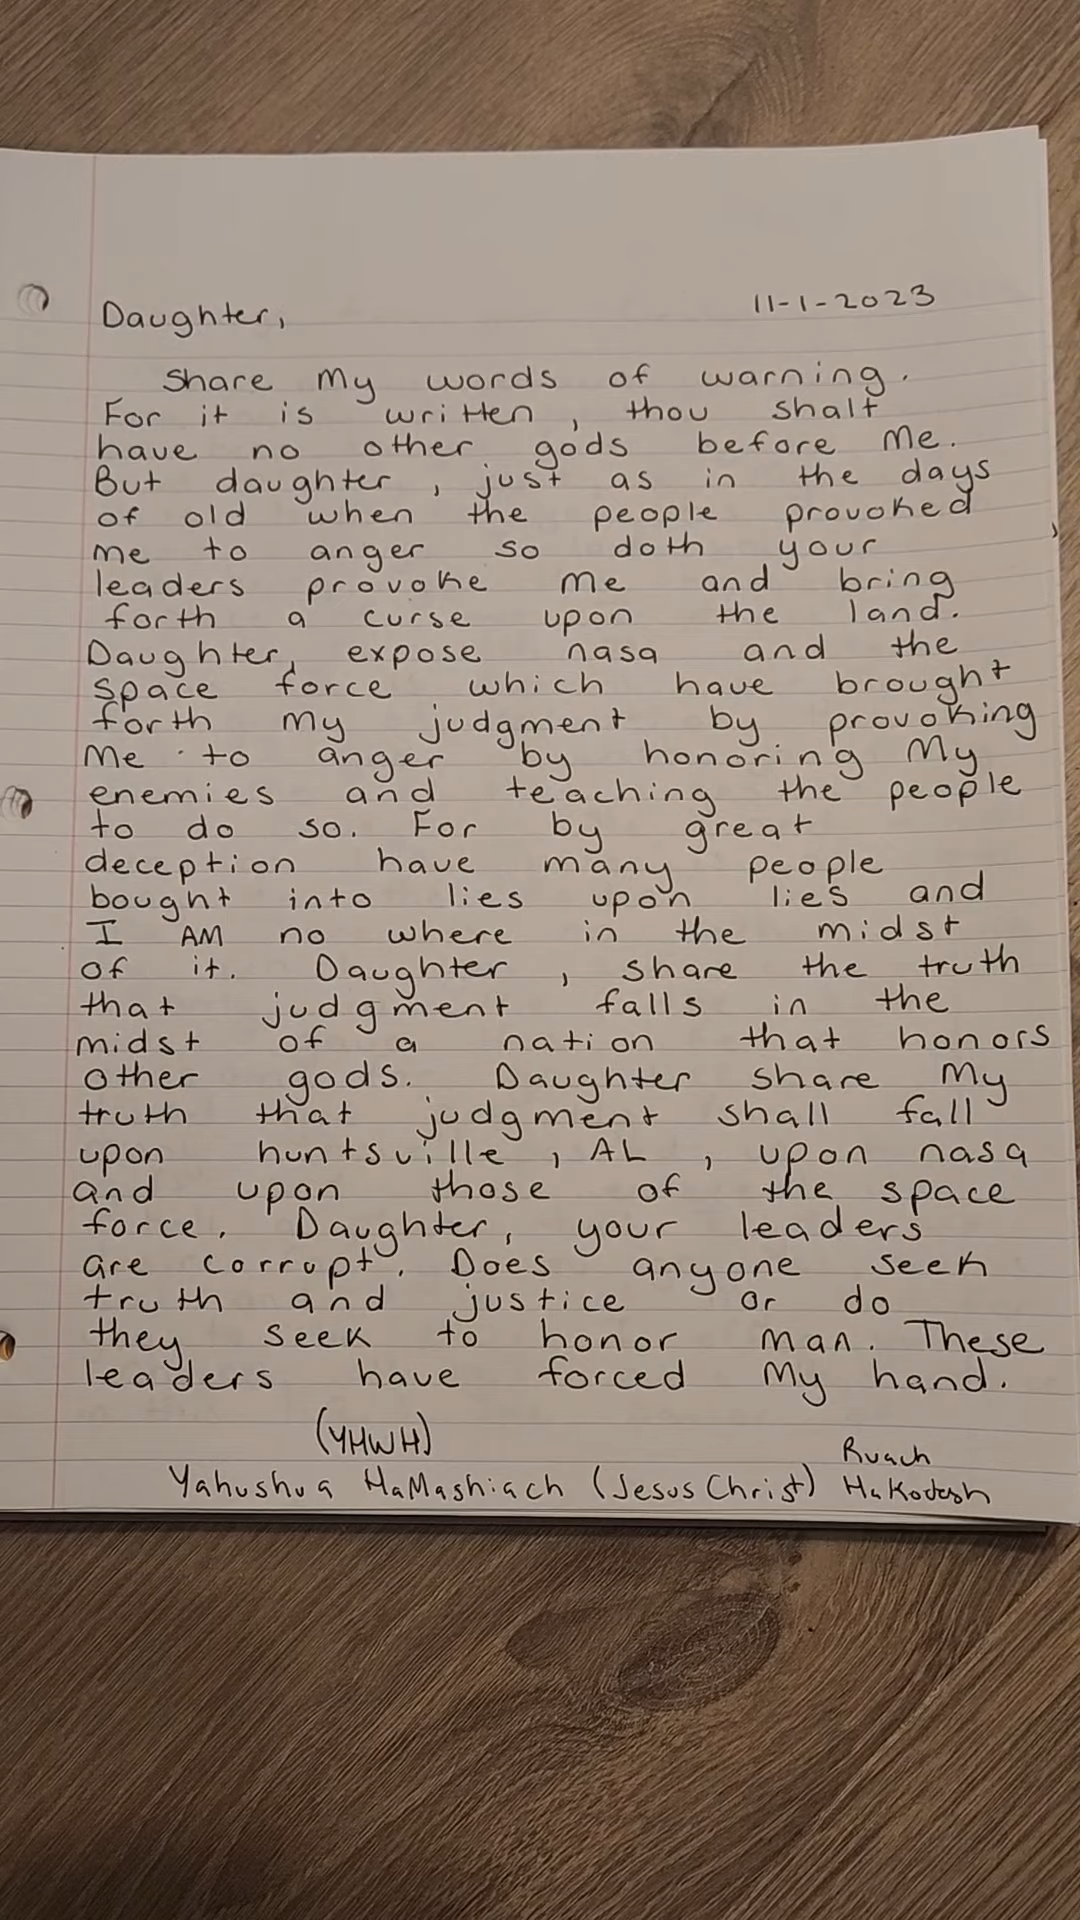 Daughter, 11-1-2023
Share My words of warning.
For it is written, thou shalt
have no other gods before Me.
But daughter, just as in the days
of old when the people provoked
me to anger so doth your
leaders provoke Me and bring
forth a curse upon the land.
Daughter, expose nasa and the
space force which have brought
forth My judgment by provoking
Me to anger by honoring My
enemies and teaching the people
to do so. For by great
deception have many people
bought into lies upon lies and
I AM no where in the midst
of it. Daughter, share the truth
that judgment falls in the
midst of a nation that honors
other gods. Daughter share My
truth that judgment shall fall
upon huntsville, AL, upon nasa
and upon those of the space
force. Daughter, your leaders
are corrupt. Does anyone seek
truth and justice or do
they seek to honor man. These
leaders have forced My hand.
(YHWH)
Yahushua HaMashiach (Jesus Christ) Ruach
HaKodesh